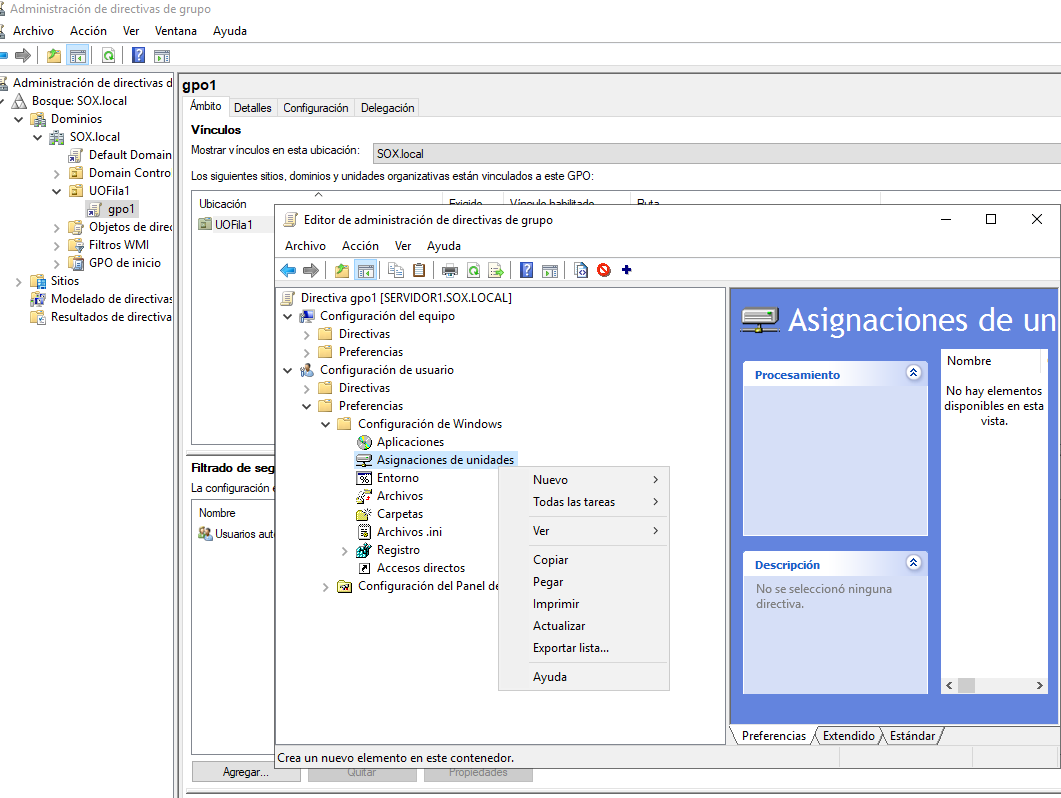 Administración de directivas de grupo
Archivo Acción Ver Ventana Ayuda
Administración de directivas d
Bosque: SOX.local
Dominios
SOX.local
Default Domain
Domain Contro
UOFila1
gpo1
Objetos de direc
Filtros WMI
GPO de inicio
Sitios
Modelado de directivas
Resultados de directiva
gpo1
Ámbito Detalles Configuración Delegación
Vínculos
Mostrar vínculos en esta ubicación: SOX.local
Los siguientes sitios, dominios y unidades organizativas están vinculados a este GPO:
Ubicación Exigido Vínculo habilitado Ruta
UOFila1
Filtrado de seg
La configuración e
Nombre
Usuarios aut
Agregar... Quitar Propiedades
Editor de administración de directivas de grupo
Archivo Acción Ver Ayuda
Directiva gpo1 [SERVIDOR1.SOX.LOCAL]
Configuración del equipo
Directivas
Preferencias
Configuración de usuario
Directivas
Preferencias
Configuración de Windows
Aplicaciones
Asignaciones de unidades
Entorno
Archivos
Carpetas
Archivos .ini
Registro
Accesos directos
Configuración del Panel de
Nuevo
Todas las tareas
Ver
Copiar
Pegar
Imprimir
Actualizar
Exportar lista...
Ayuda
Asignaciones de un
Procesamiento
Descripción
No se seleccionó ninguna
directiva.
Nombre
No hay elementos
disponibles en esta
vista.
Preferencias Extendido Estándar
Crea un nuevo elemento en este contenedor.